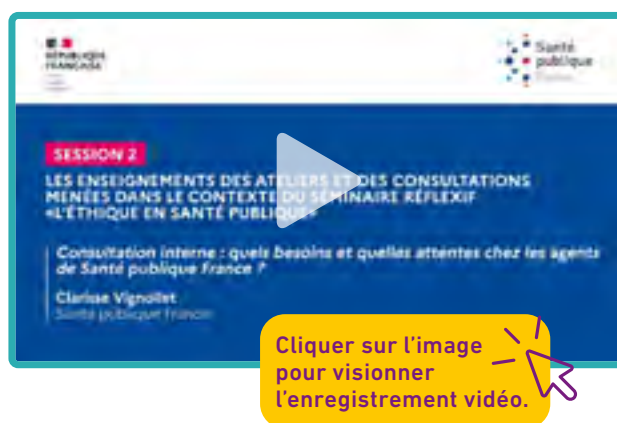 RÉPUBLIQUE
FRANÇAISE
Santé
publique
France
SESSION 2
LES ENSEIGNEMENTS DES ATELIERS ET DES CONSULTATIONS
MENÉES DANS LE CONTEXTE DU SÉMINAIRE RÉFLEXIF
«L'ÉTHIQUE EN SANTÉ PUBLIQUE»
Consultation interne : quels besoins et quelles attentes chez les agents
de Santé publique France ?
Clarisse Vignollet
Santé publique France
Cliquer sur l'image
pour visionner
l'enregistrement vidéo.